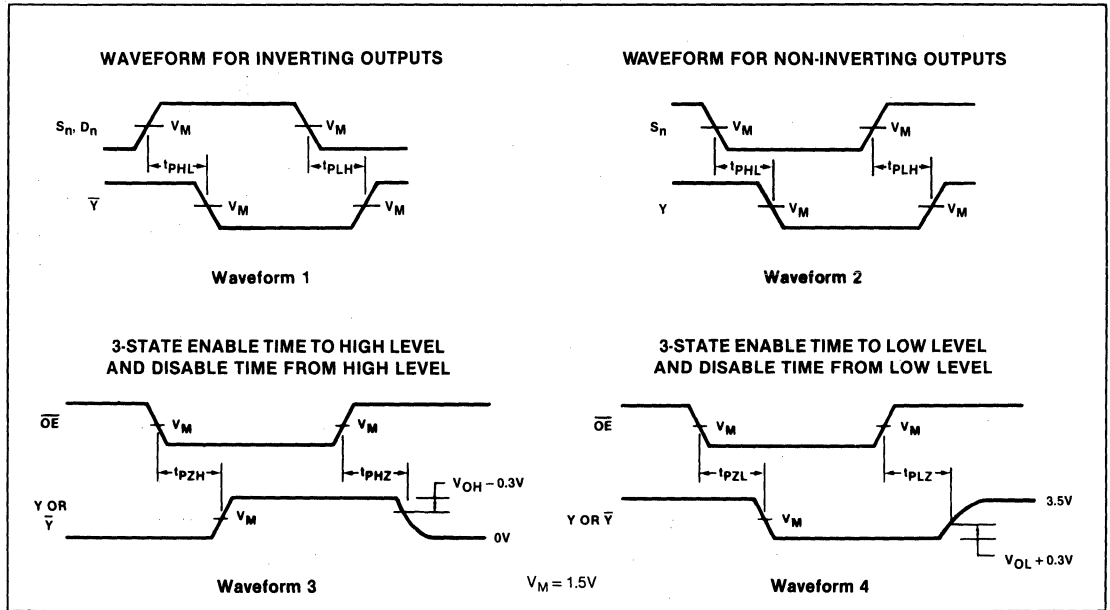 WAVEFORM FOR INVERTING OUTPUTS
Sn, Dn
VM
VM
tPHL
tPLH
Y̅
VM
VM
Waveform 1
WAVEFORM FOR NON-INVERTING OUTPUTS
Sn
VM
VM
tPHL
tPLH
Y
VM
VM
Waveform 2
3-STATE ENABLE TIME TO HIGH LEVEL
AND DISABLE TIME FROM HIGH LEVEL
O̅E̅
VM
VM
tPZH
tPHZ
VOH – 0.3V
Y OR
Y̅
VM
0V
Waveform 3
3-STATE ENABLE TIME TO LOW LEVEL
AND DISABLE TIME FROM LOW LEVEL
O̅E̅
VM
VM
tPZL
tPLZ
Y OR Y̅
VM
3.5V
VOL + 0.3V
Waveform 4
VM = 1.5V